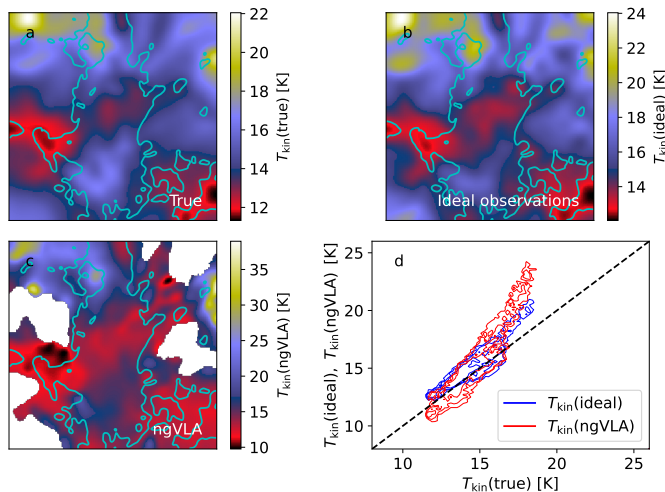 a
True
22
20
18
16
14
12
T_kin(true) [K]
b
Ideal observations
24
22
20
18
16
14
T_kin(ideal) [K]
c
ngVLA
35
30
25
20
15
10
T_kin(ngVLA) [K]
d
25
20
15
10
T_kin(ideal), T_kin(ngVLA) [K]
10
15
20
25
T_kin(true) [K]
T_kin(ideal)
T_kin(ngVLA)